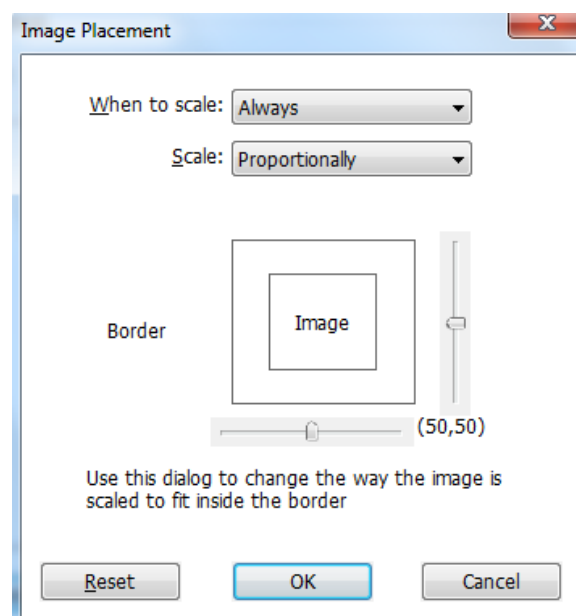 Image Placement
When to scale: Always
Scale: Proportionally
Border
Image
(50,50)
Use this dialog to change the way the image is
scaled to fit inside the border
Reset OK Cancel